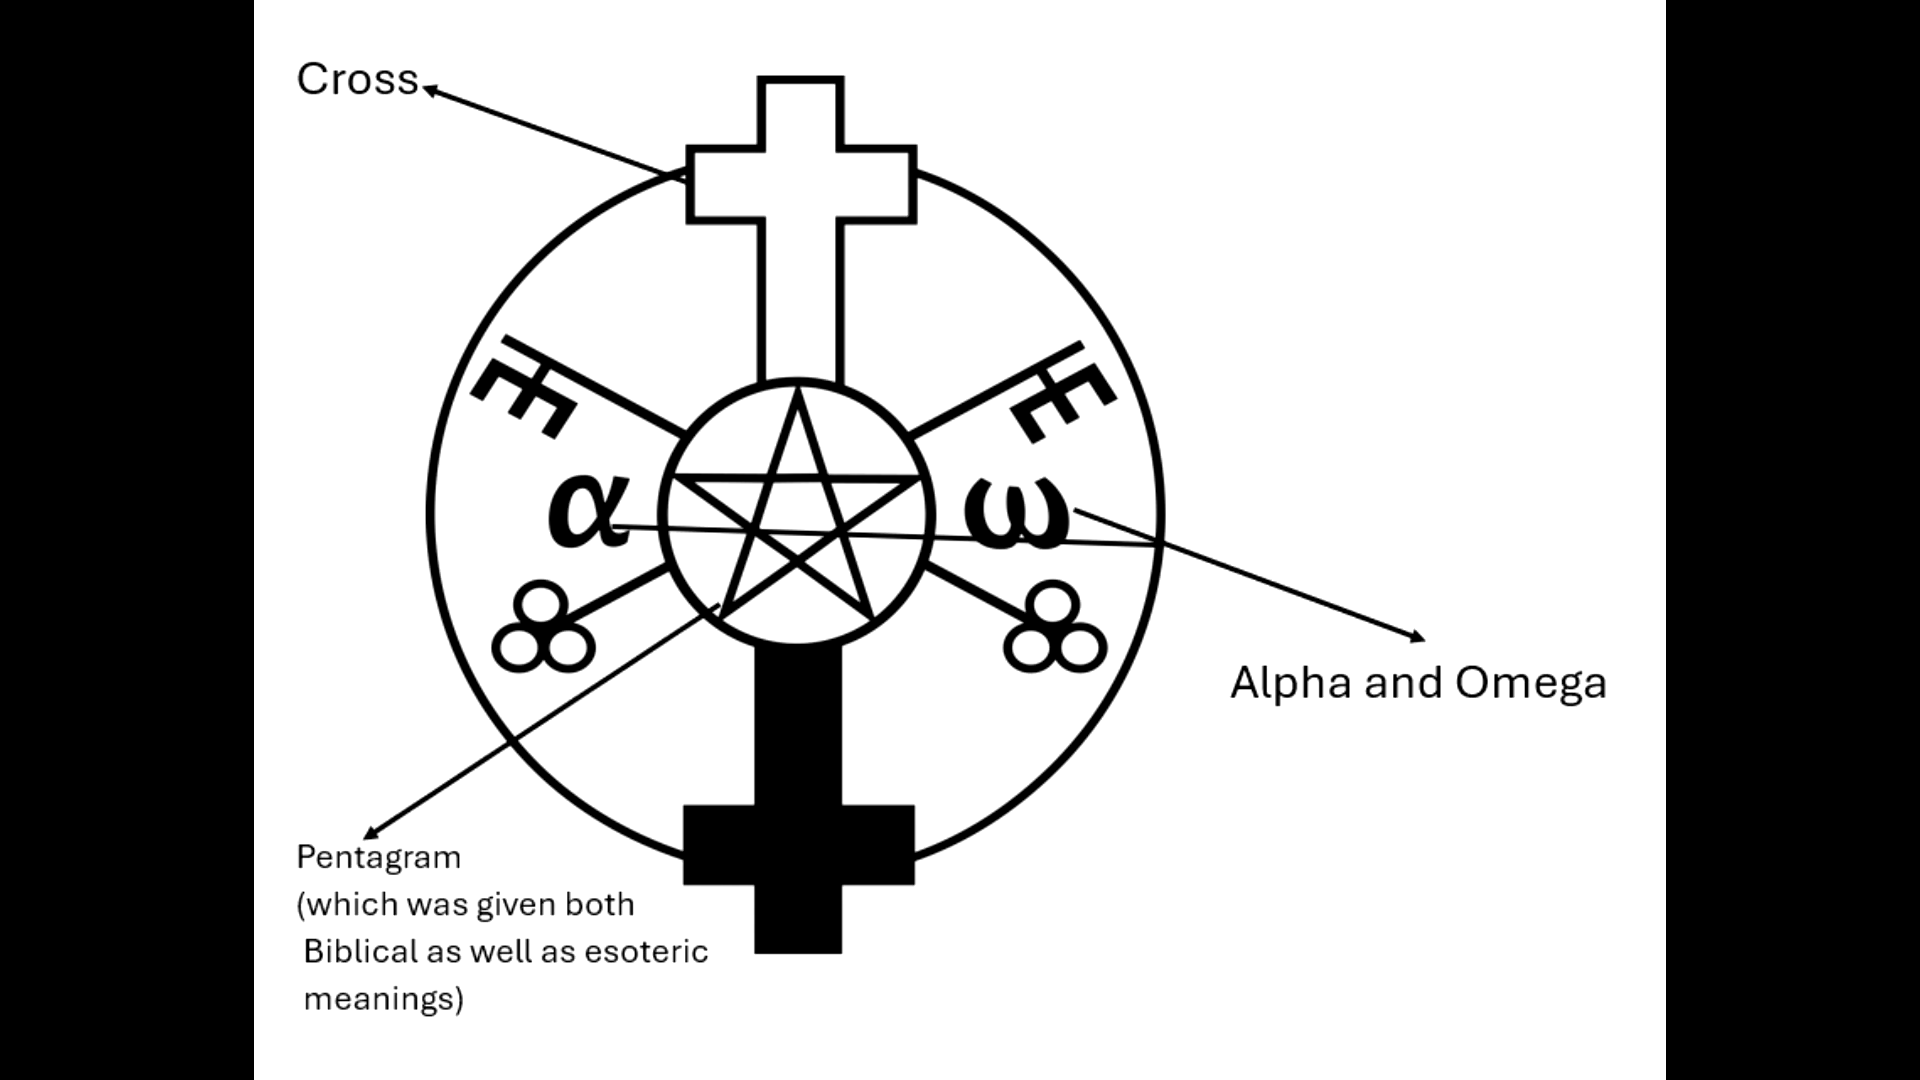 Cross
α ω
Alpha and Omega
Pentagram
(which was given both
Biblical as well as esoteric
meanings)